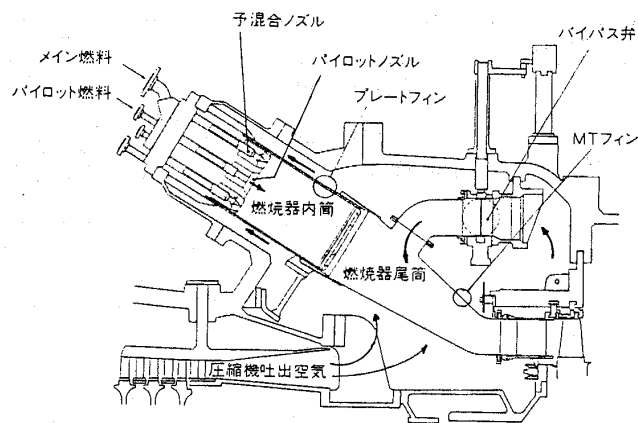 予混合ノズル
メイン燃料
パイロットノズル
パイロット燃料
プレートフィン
バイパス弁
MTフィン
燃焼器内筒
燃焼器尾筒
圧縮機吐出空気